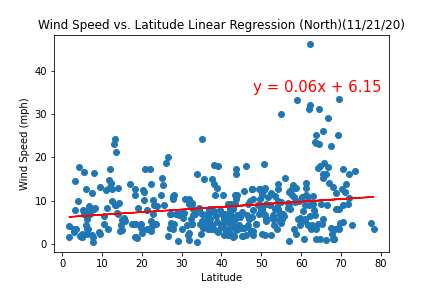 Wind Speed vs. Latitude Linear Regression (North)(11/21/20)
y = 0.06x + 6.15
Wind Speed (mph)
40
30
20
10
0
0 10 20 30 40 50 60 70 80
Latitude